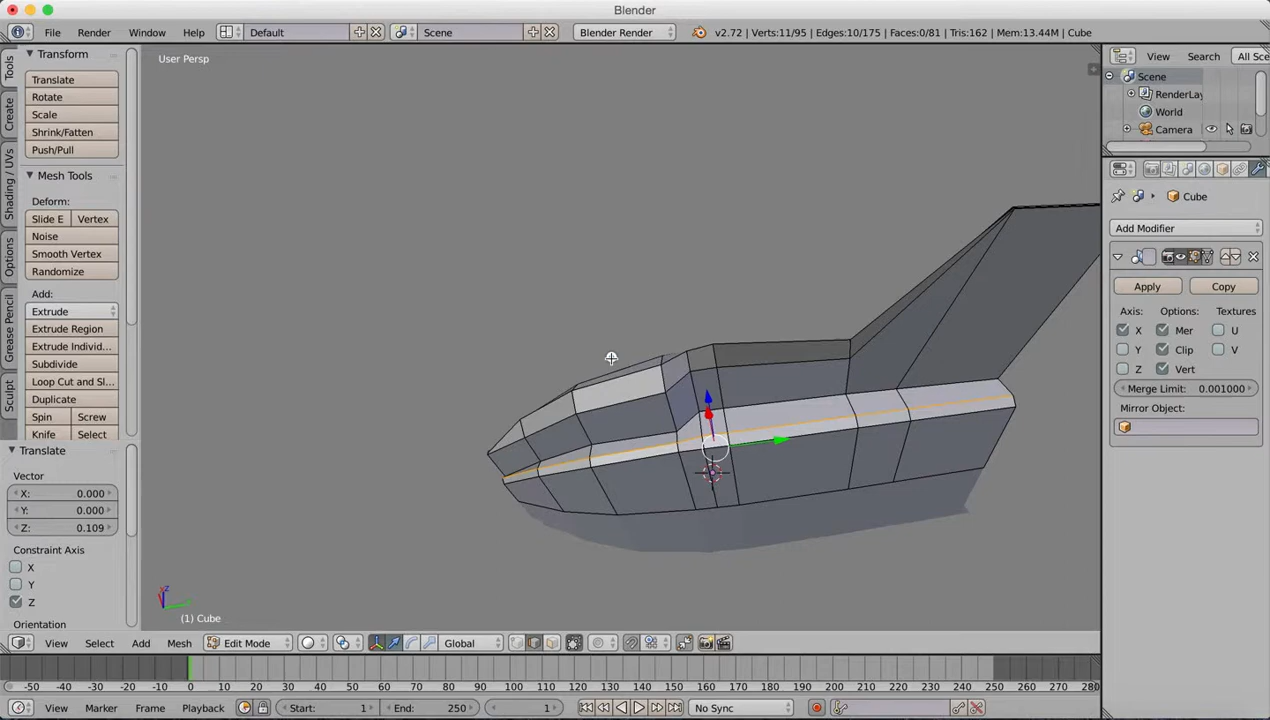 Blender
File Render Window Help Default Scene Blender Render v2.72 | Verts:11/95 | Edges:10/175 | Faces:0/81 | Tris:162 | Mem:13.44M | Cube
User Persp
Tools
Create
Shading / UVs
Options
Grease Pencil
Sculpt
Transform
Translate
Rotate
Scale
Shrink/Fatten
Push/Pull
Mesh Tools
Deform:
Slide E Vertex
Noise
Smooth Vertex
Randomize
Add:
Extrude
Extrude Region
Extrude Individ...
Subdivide
Loop Cut and Sl...
Duplicate
Spin Screw
Knife Select
Translate
Vector
X: 0.000
Y: 0.000
Z: 0.109
Constraint Axis
X
Y
Z
Orientation
(1) Cube
View Search All Sce
Scene
RenderLay
World
Camera
Cube
Add Modifier
Apply Copy
Axis: Options: Textures
X Mer U
Y Clip V
Z Vert
Merge Limit: 0.001000
Mirror Object:
View Select Add Mesh Edit Mode Global
-50 -40 -30 -20 -10 0 10 20 30 40 50 60 70 80 90 100 110 120 130 140 150 160 170 180 190 200 210 220 230 240 250 260 270 280
View Marker Frame Playback Start: 1 End: 250 1 No Sync